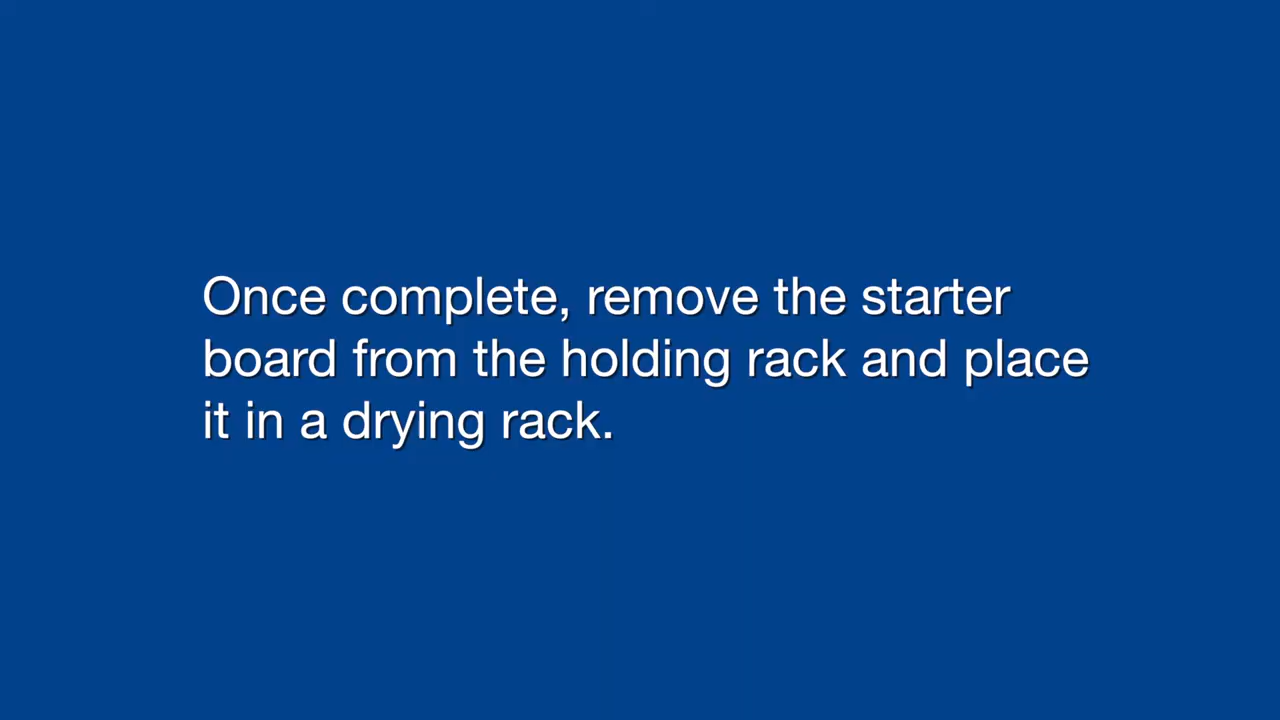 Once complete, remove the starter
board from the holding rack and place
it in a drying rack.